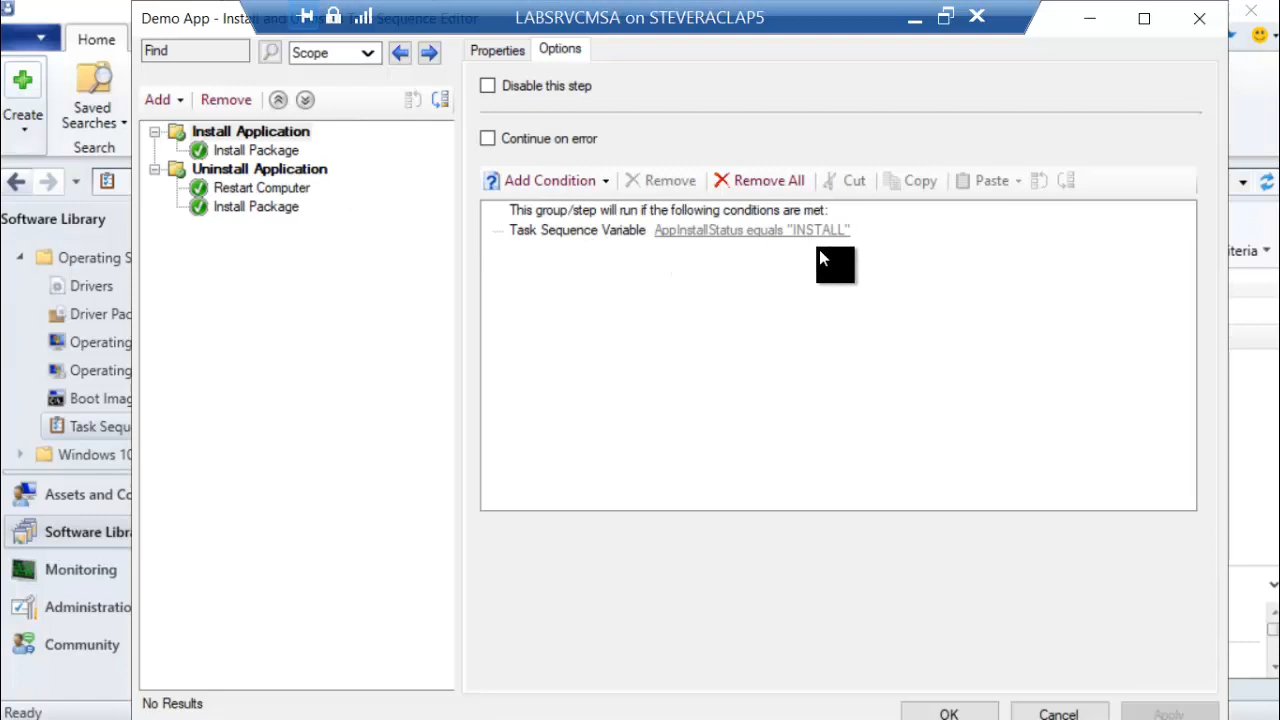 Demo App - Install and
Sequence Editor
LABSRVCMSA on STEVERACLAP5
Home
Find
Scope
Properties
Options
Create
Saved
Searches
Search
Add
Remove
Disable this step
Continue on error
Install Application
Install Package
Uninstall Application
Restart Computer
Install Package
Add Condition
Remove
Remove All
Cut
Copy
Paste
This group/step will run if the following conditions are met:
Task Sequence Variable AppInstallStatus equals "INSTALL"
Software Library
Operating S
Drivers
Driver Pac
Operating
Operating
Boot Imag
Task Sequ
Windows 10
Assets and Co
Software Libra
Monitoring
Administratio
Community
iteria
No Results
Ready
OK
Cancel
Apply